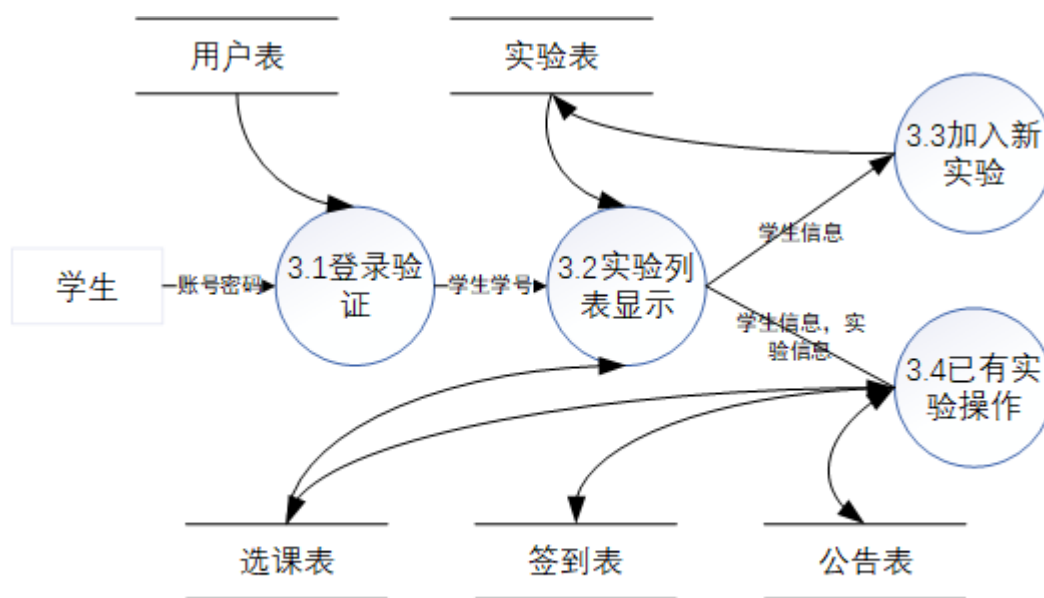 用户表
实验表
3.3加入新
实验
学生信息
学生
账号密码
3.1登录验
证
学生学号
3.2实验列
表显示
学生信息，实
验信息
3.4已有实
验操作
选课表
签到表
公告表